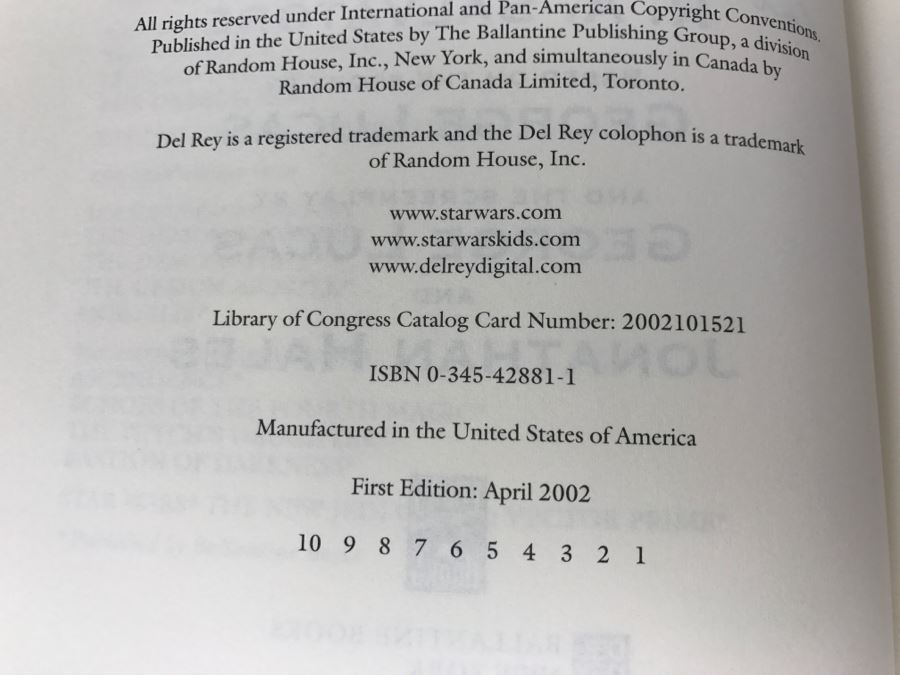 All rights reserved under International and Pan-American Copyright Conventions.
Published in the United States by The Ballantine Publishing Group, a division
of Random House, Inc., New York, and simultaneously in Canada by
Random House of Canada Limited, Toronto.
Del Rey is a registered trademark and the Del Rey colophon is a trademark
of Random House, Inc.
www.starwars.com
www.starwarskids.com
www.delreydigital.com
Library of Congress Catalog Card Number: 2002101521
ISBN 0-345-42881-1
Manufactured in the United States of America
First Edition: April 2002
10 9 8 7 6 5 4 3 2 1